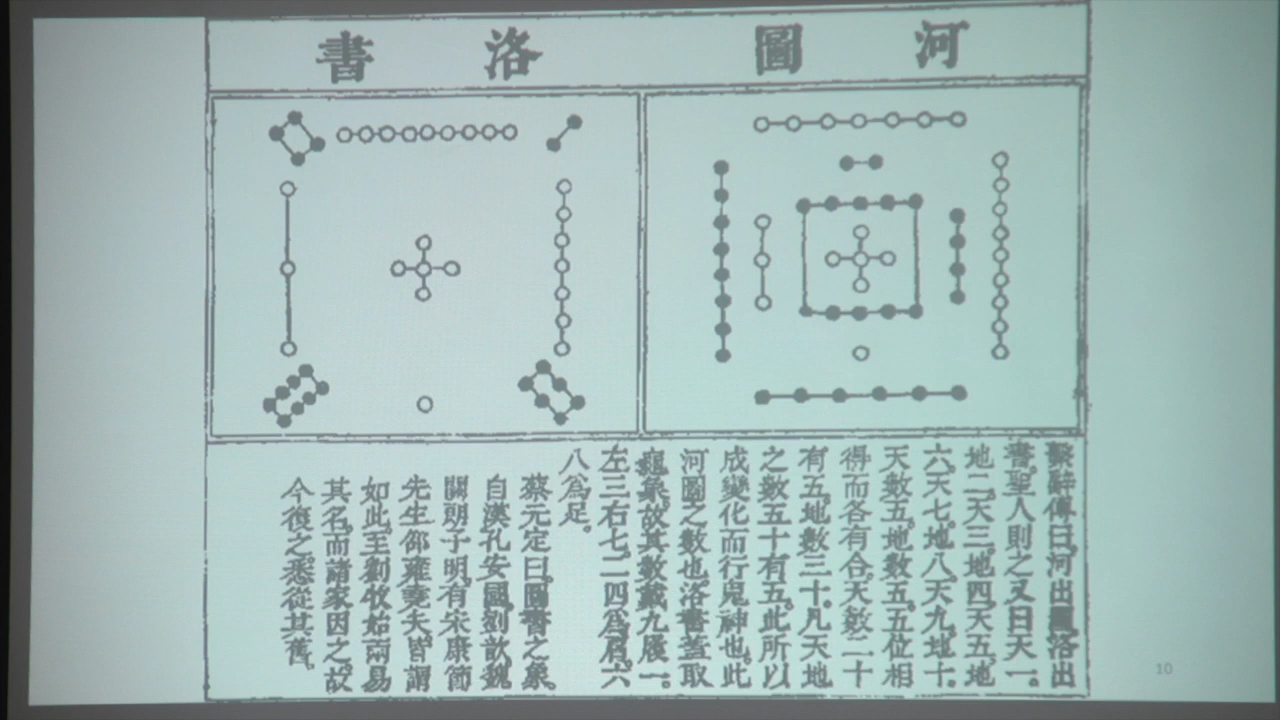 河圖
洛書
繫辭傳曰。河出圖。洛出
書。聖人則之。又曰。天一。
地二。天三。地四。天五。地
六。天七。地八。天九。地十。
天數五。地數五。五位相
得而各有合。天數二十
有五。地數三十。凡天地
之數五十有五。此所以
成變化而行鬼神也。此
河圖之數也。洛書蓋取
龜象。故其數戴九履一。
左三右七。二四爲肩。六
八爲足。
蔡元定曰。圖書之象。
自漢孔安國。劉歆。魏
關朗子明。有宋康節
先生邵雍堯夫。皆謂
如此。至劉牧始兩易
其名。而諸家因之。故
今復之。悉從其舊。
10